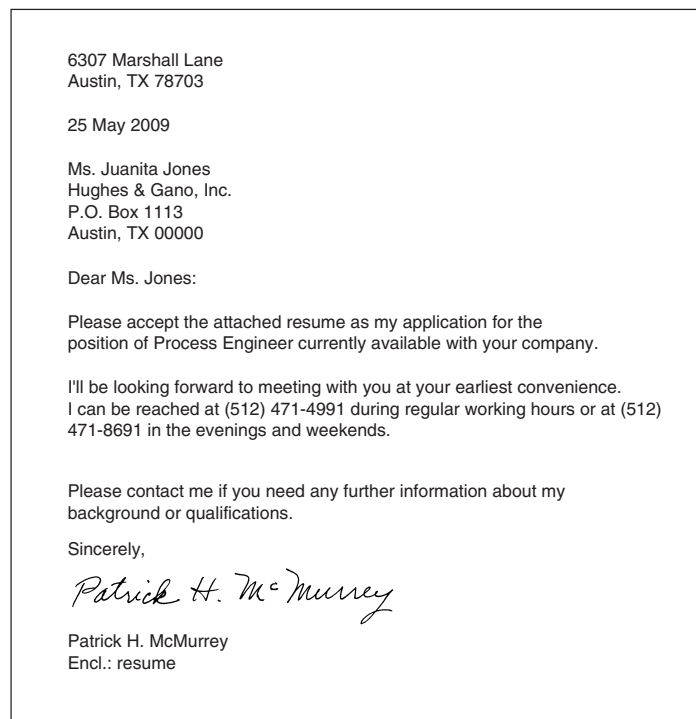 6307 Marshall Lane
Austin, TX 78703
25 May 2009
Ms. Juanita Jones
Hughes & Gano, Inc.
P.O. Box 1113
Austin, TX 00000
Dear Ms. Jones:
Please accept the attached resume as my application for the
position of Process Engineer currently available with your company.
I'll be looking forward to meeting with you at your earliest convenience.
I can be reached at (512) 471-4991 during regular working hours or at (512)
471-8691 in the evenings and weekends.
Please contact me if you need any further information about my
background or qualifications.
Sincerely,
Patrick H. McMurrey
Patrick H. McMurrey
Encl.: resume